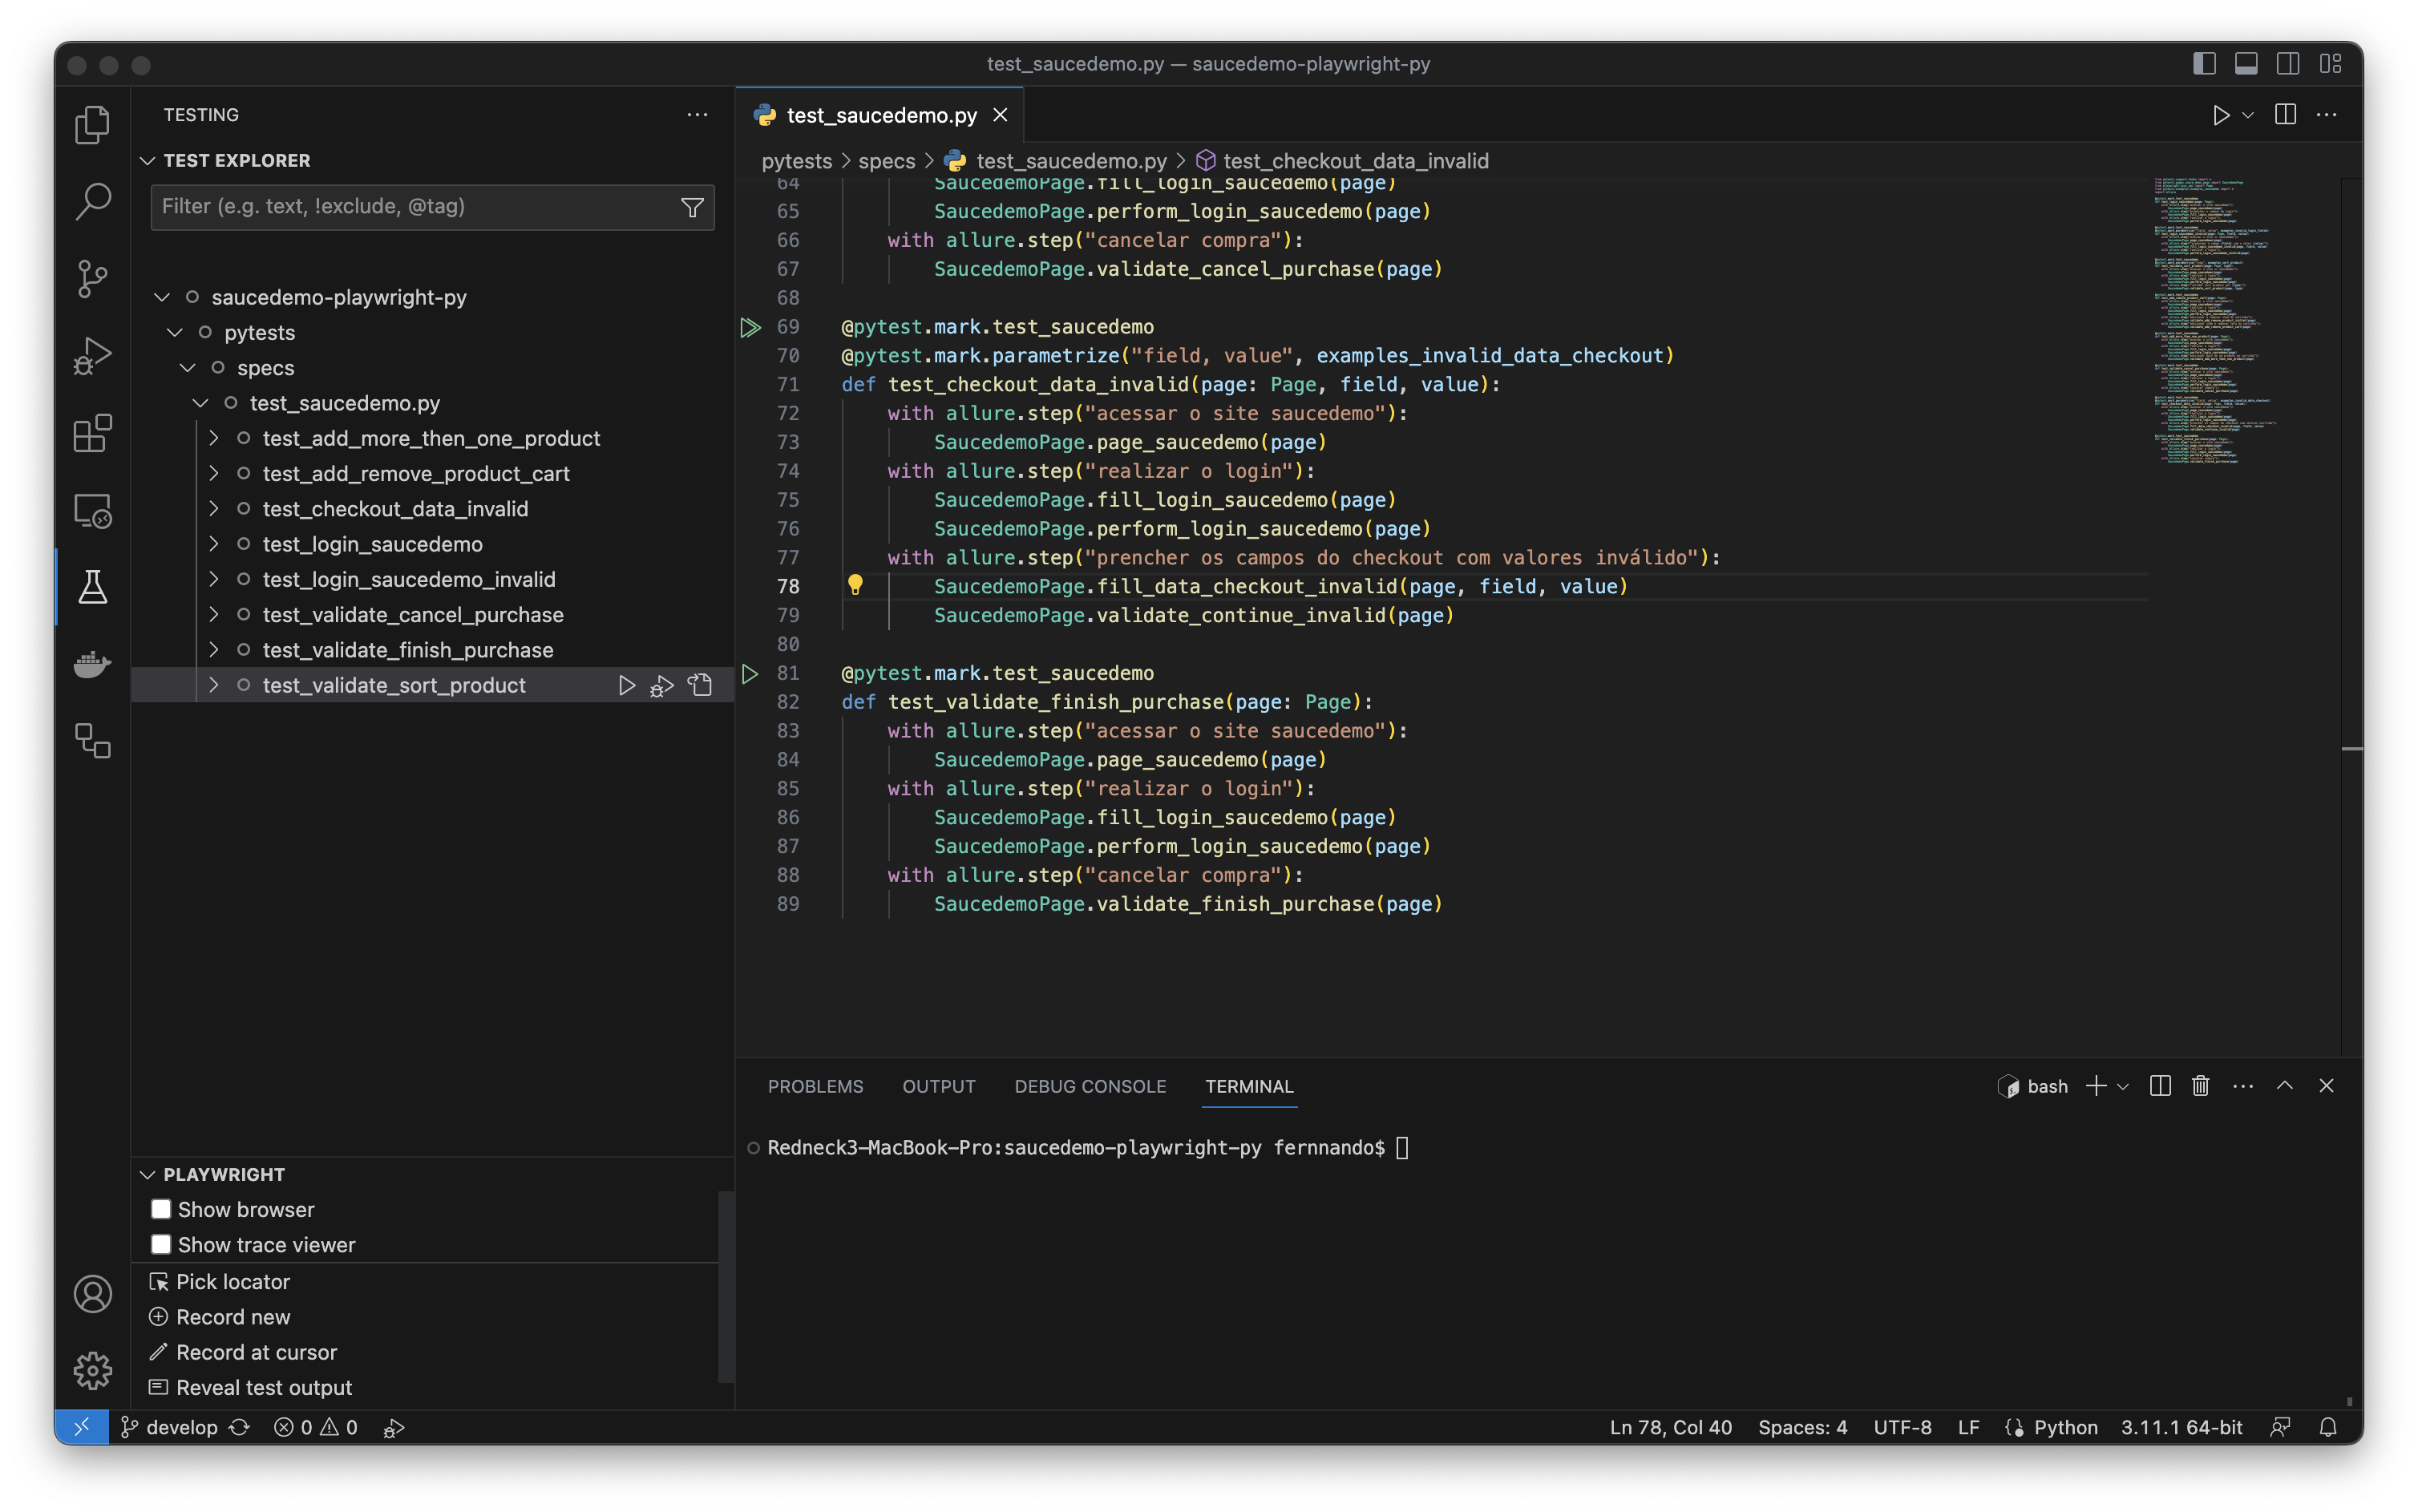 test_saucedemo.py — saucedemo-playwright-py
TESTING
TEST EXPLORER
Filter (e.g. text, !exclude, @tag)
saucedemo-playwright-py
pytests
specs
test_saucedemo.py
test_add_more_then_one_product
test_add_remove_product_cart
test_checkout_data_invalid
test_login_saucedemo
test_login_saucedemo_invalid
test_validate_cancel_purchase
test_validate_finish_purchase
test_validate_sort_product
PLAYWRIGHT
Show browser
Show trace viewer
Pick locator
Record new
Record at cursor
Reveal test output
test_saucedemo.py
pytests > specs > test_saucedemo.py > test_checkout_data_invalid
64 SaucedemoPage.fill_login_saucedemo(page)
65 SaucedemoPage.perform_login_saucedemo(page)
66 with allure.step("cancelar compra"):
67 SaucedemoPage.validate_cancel_purchase(page)
68
69 @pytest.mark.test_saucedemo
70 @pytest.mark.parametrize("field, value", examples_invalid_data_checkout)
71 def test_checkout_data_invalid(page: Page, field, value):
72 with allure.step("acessar o site saucedemo"):
73 SaucedemoPage.page_saucedemo(page)
74 with allure.step("realizar o login"):
75 SaucedemoPage.fill_login_saucedemo(page)
76 SaucedemoPage.perform_login_saucedemo(page)
77 with allure.step("prencher os campos do checkout com valores inválido"):
78 SaucedemoPage.fill_data_checkout_invalid(page, field, value)
79 SaucedemoPage.validate_continue_invalid(page)
80
81 @pytest.mark.test_saucedemo
82 def test_validate_finish_purchase(page: Page):
83 with allure.step("acessar o site saucedemo"):
84 SaucedemoPage.page_saucedemo(page)
85 with allure.step("realizar o login"):
86 SaucedemoPage.fill_login_saucedemo(page)
87 SaucedemoPage.perform_login_saucedemo(page)
88 with allure.step("cancelar compra"):
89 SaucedemoPage.validate_finish_purchase(page)
PROBLEMS OUTPUT DEBUG CONSOLE TERMINAL bash
Redneck3-MacBook-Pro:saucedemo-playwright-py fernnando$
develop 0 0 Ln 78, Col 40 Spaces: 4 UTF-8 LF Python 3.11.1 64-bit